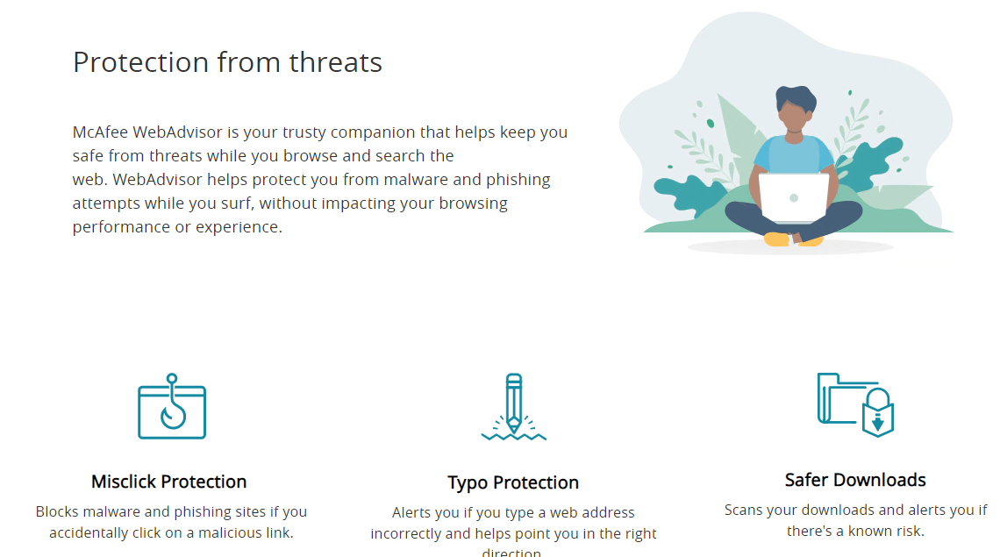 Protection from threats
McAfee WebAdvisor is your trusty companion that helps keep you
safe from threats while you browse and search the
web. WebAdvisor helps protect you from malware and phishing
attempts while you surf, without impacting your browsing
performance or experience.
Misclick Protection
Blocks malware and phishing sites if you
accidentally click on a malicious link.
Typo Protection
Alerts you if you type a web address
incorrectly and helps point you in the right
direction
Safer Downloads
Scans your downloads and alerts you if
there's a known risk.